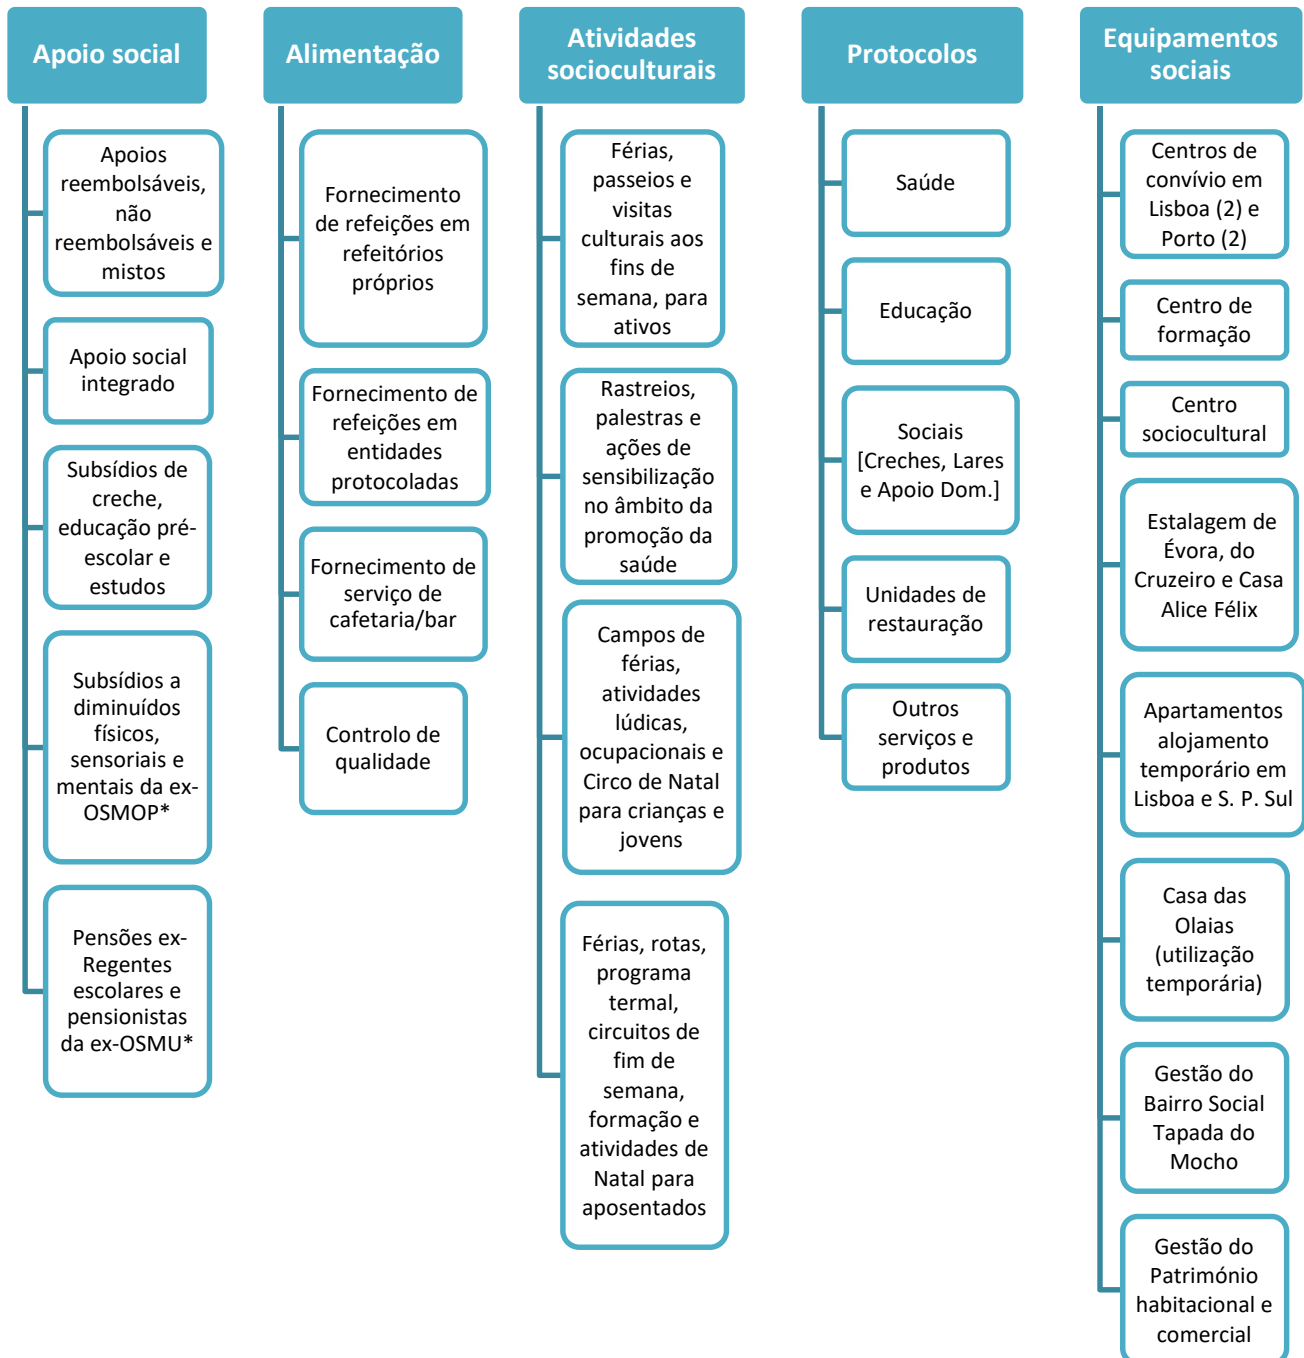 Apoio social
Apoios
reembolsáveis,
não
reembolsáveis e
mistos
Apoio social
integrado
Subsídios de
creche,
educação pré-
escolar e
estudos
Subsídios a
diminuídos
físicos,
sensoriais e
mentais da ex-
OSMOP*
Pensões ex-
Regentes
escolares e
pensionistas
da ex-OSMU*
Alimentação
Fornecimento
de refeições em
refeitórios
próprios
Fornecimento de
refeições em
entidades
protocoladas
Fornecimento de
serviço de
cafetaria/bar
Controlo de
qualidade
Atividades
socioculturais
Férias,
passeios e
visitas
culturais aos
fins de
semana, para
ativos
Rastreios,
palestras e
ações de
sensibilização
no âmbito da
promoção da
saúde
Campos de
férias,
atividades
lúdicas,
ocupacionais e
Circo de Natal
para crianças e
jovens
Férias, rotas,
programa
termal,
circuitos de
fim de
semana,
formação e
atividades de
Natal para
aposentados
Protocolos
Saúde
Educação
Sociais
[Creches, Lares
e Apoio Dom.]
Unidades de
restauração
Outros
serviços e
produtos
Equipamentos
sociais
Centros de
convívio em
Lisboa (2) e
Porto (2)
Centro de
formação
Centro
sociocultural
Estalagem de
Évora, do
Cruzeiro e Casa
Alice Félix
Apartamentos
alojamento
temporário em
Lisboa e S. P. Sul
Casa das
Olaias
(utilização
temporária)
Gestão do
Bairro Social
Tapada do
Mocho
Gestão do
Património
habitacional e
comercial